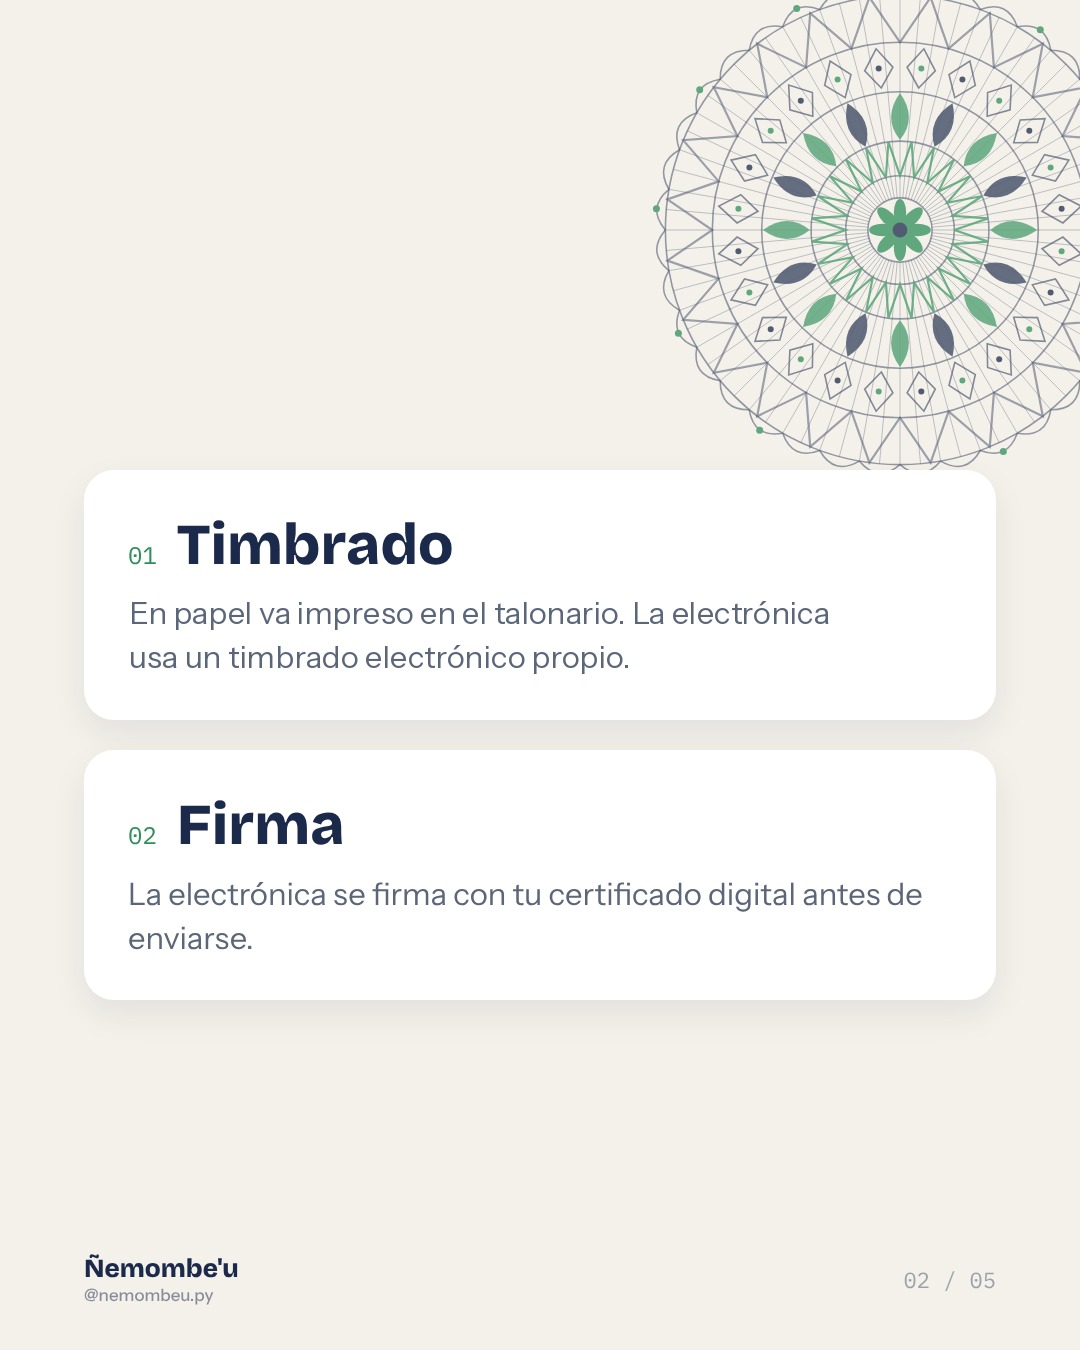 01 Timbrado
En papel va impreso en el talonario. La electrónica
usa un timbrado electrónico propio.
02 Firma
La electrónica se firma con tu certificado digital antes de
enviarse.
Ñemombe'u
@nemombeu.py
02 / 05